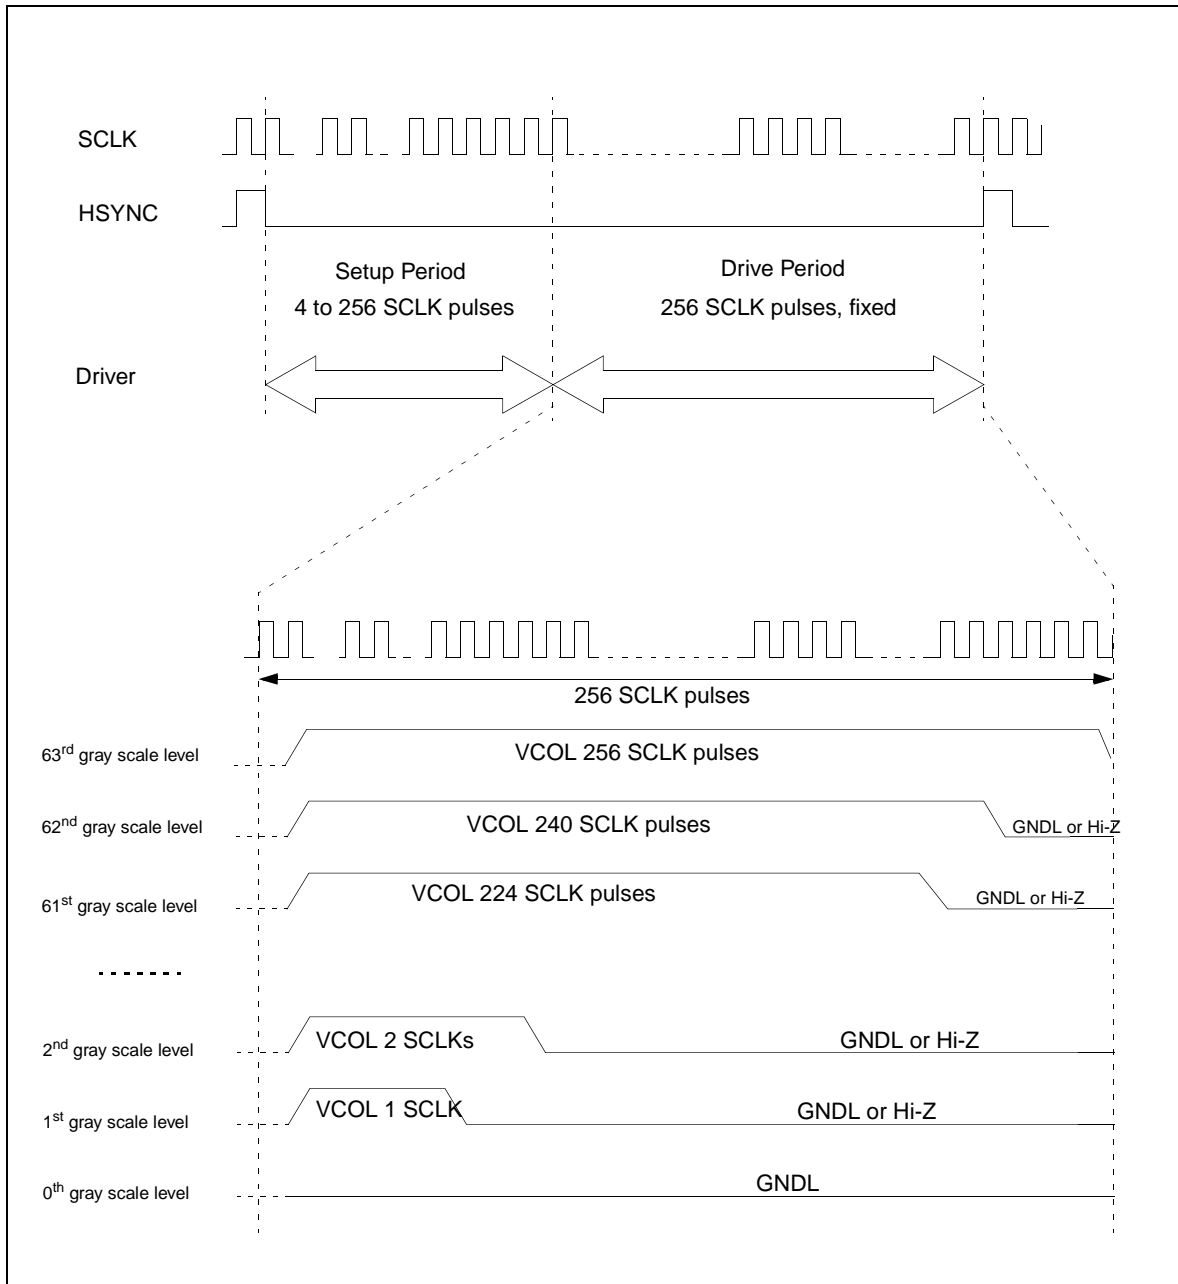 SCLK
HSYNC
Setup Period
4 to 256 SCLK pulses
Drive Period
256 SCLK pulses, fixed
Driver
256 SCLK pulses
63rd gray scale level
VCOL 256 SCLK pulses
62nd gray scale level
VCOL 240 SCLK pulses
GNDL or Hi-Z
61st gray scale level
VCOL 224 SCLK pulses
GNDL or Hi-Z
2nd gray scale level
VCOL 2 SCLKs
GNDL or Hi-Z
1st gray scale level
VCOL 1 SCLK
GNDL or Hi-Z
0th gray scale level
GNDL